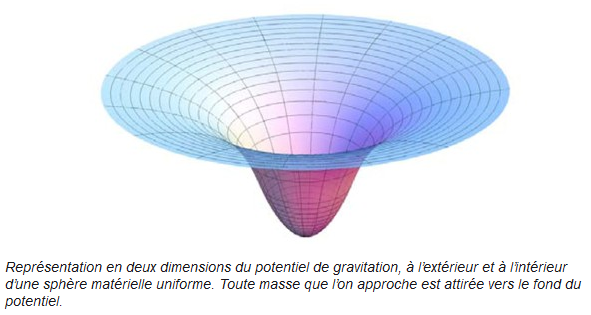 Représentation en deux dimensions du potentiel de gravitation, à l’extérieur et à l’intérieur
d’une sphère matérielle uniforme. Toute masse que l’on approche est attirée vers le fond du
potentiel.